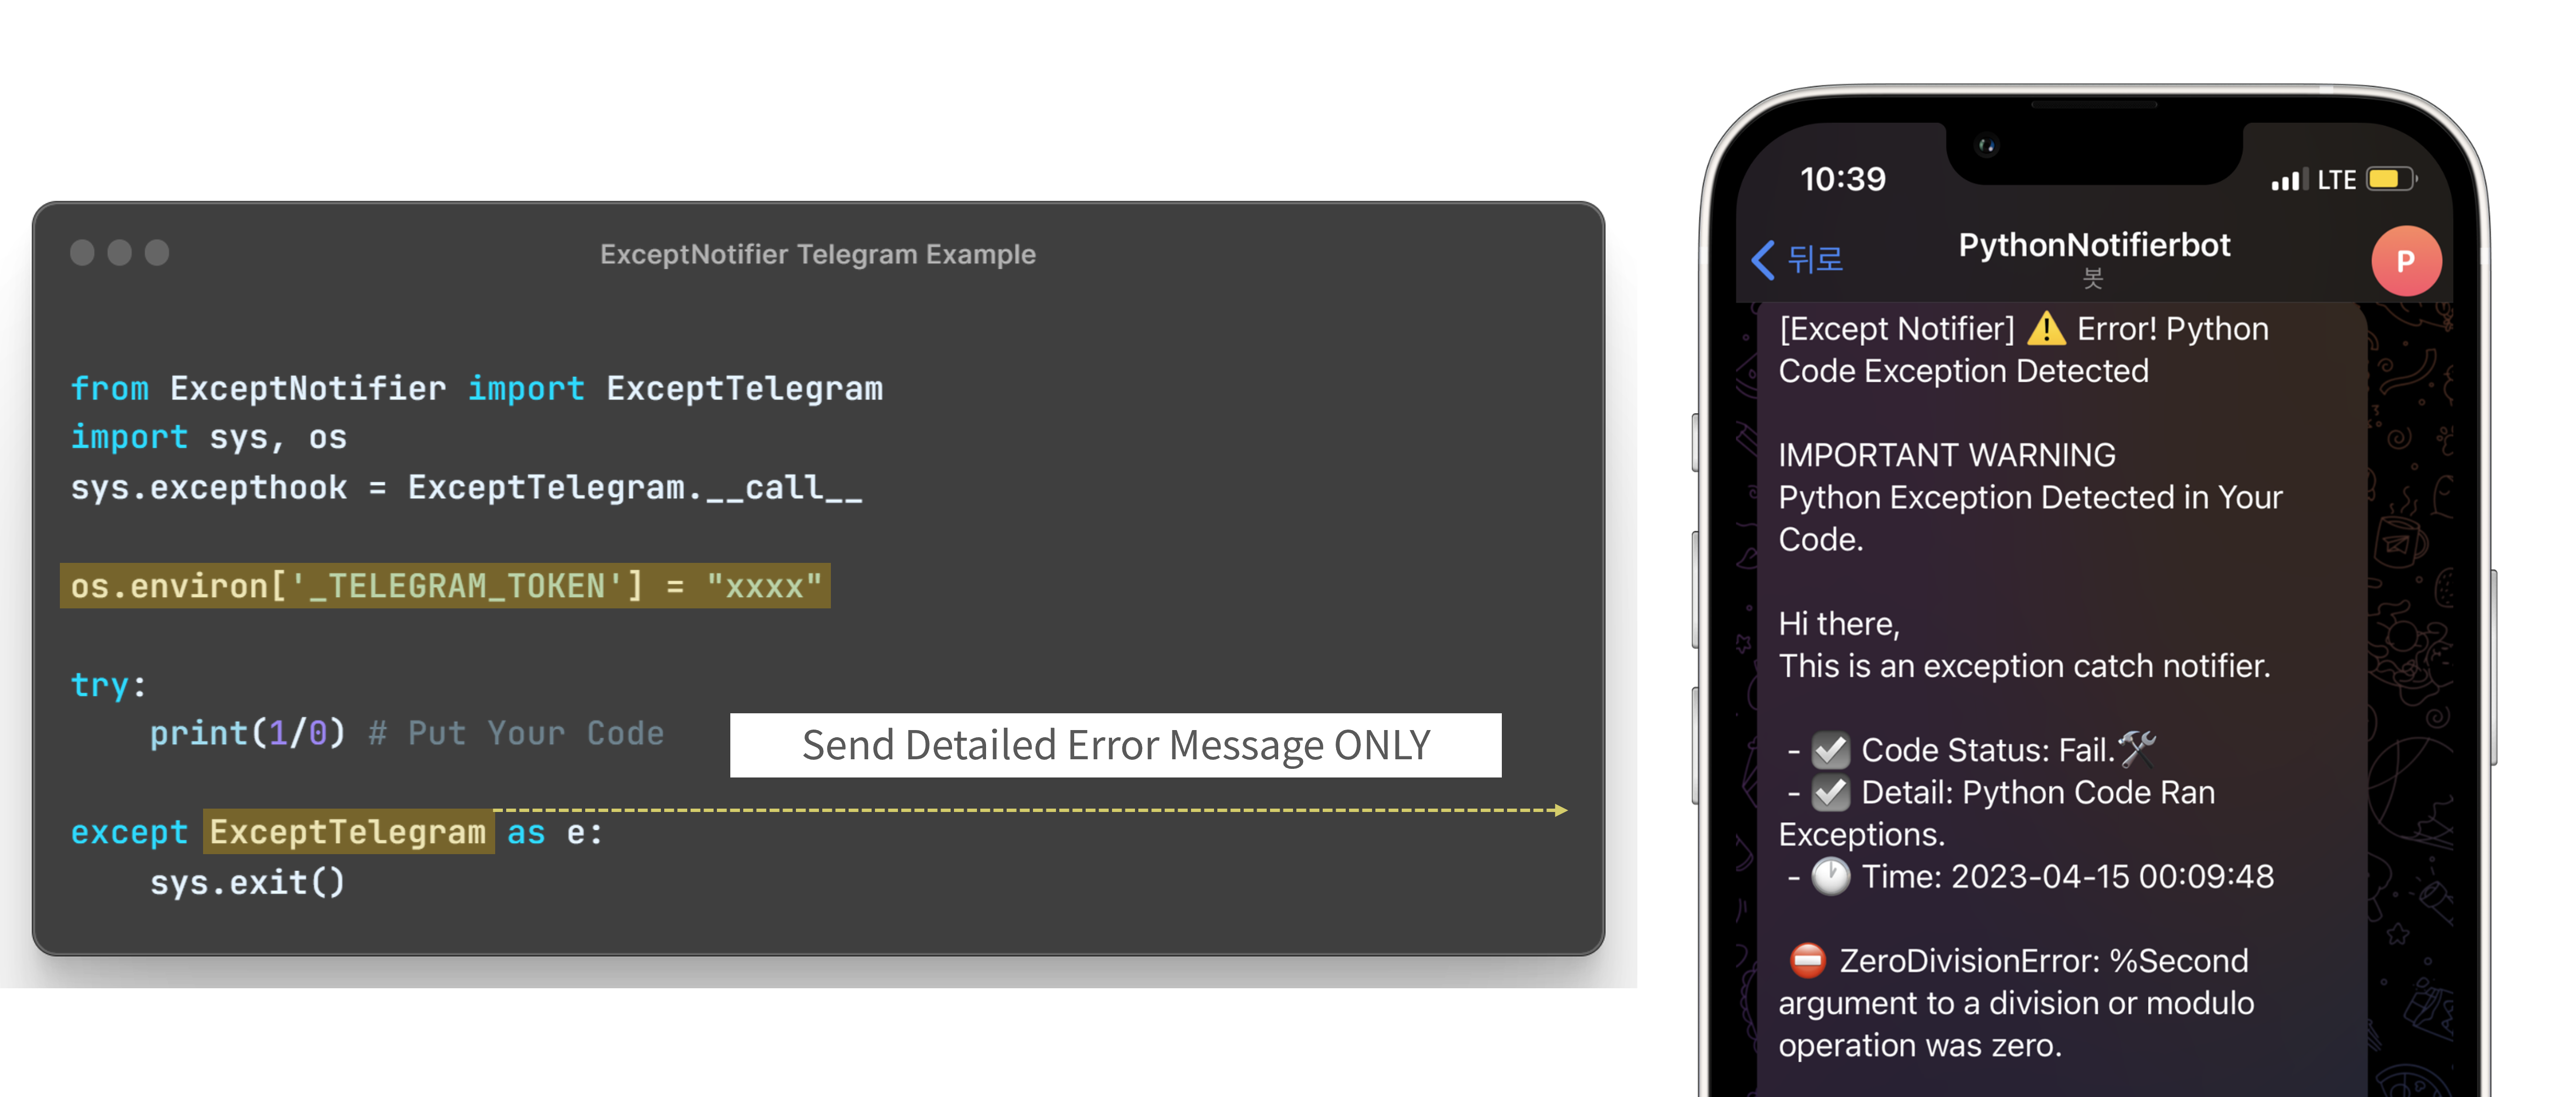 ExceptNotifier Telegram Example
from ExceptNotifier import ExceptTelegram
import sys, os
sys.excepthook = ExceptTelegram.__call__
os.environ['_TELEGRAM_TOKEN'] = "xxxx"
try:
    print(1/0) # Put Your Code
Send Detailed Error Message ONLY
except ExceptTelegram as e:
    sys.exit()
10:39
LTE
뒤로
PythonNotifierbot
봇
P
[Except Notifier] ⚠️ Error! Python
Code Exception Detected
IMPORTANT WARNING
Python Exception Detected in Your
Code.
Hi there,
This is an exception catch notifier.
- ☑️ Code Status: Fail.🛠
- ☑️ Detail: Python Code Ran
Exceptions.
- 🕐 Time: 2023-04-15 00:09:48
⛔ ZeroDivisionError: %Second
argument to a division or modulo
operation was zero.